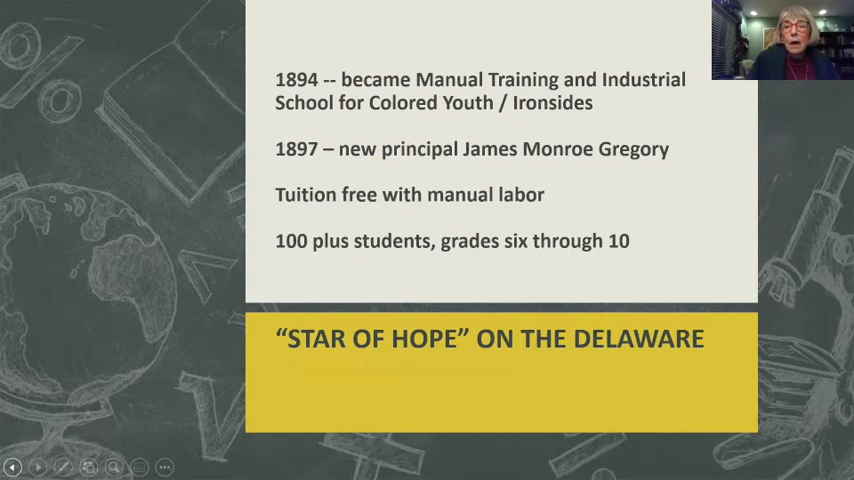 1894 -- became Manual Training and Industrial
School for Colored Youth / Ironsides
1897 – new principal James Monroe Gregory
Tuition free with manual labor
100 plus students, grades six through 10
“STAR OF HOPE” ON THE DELAWARE